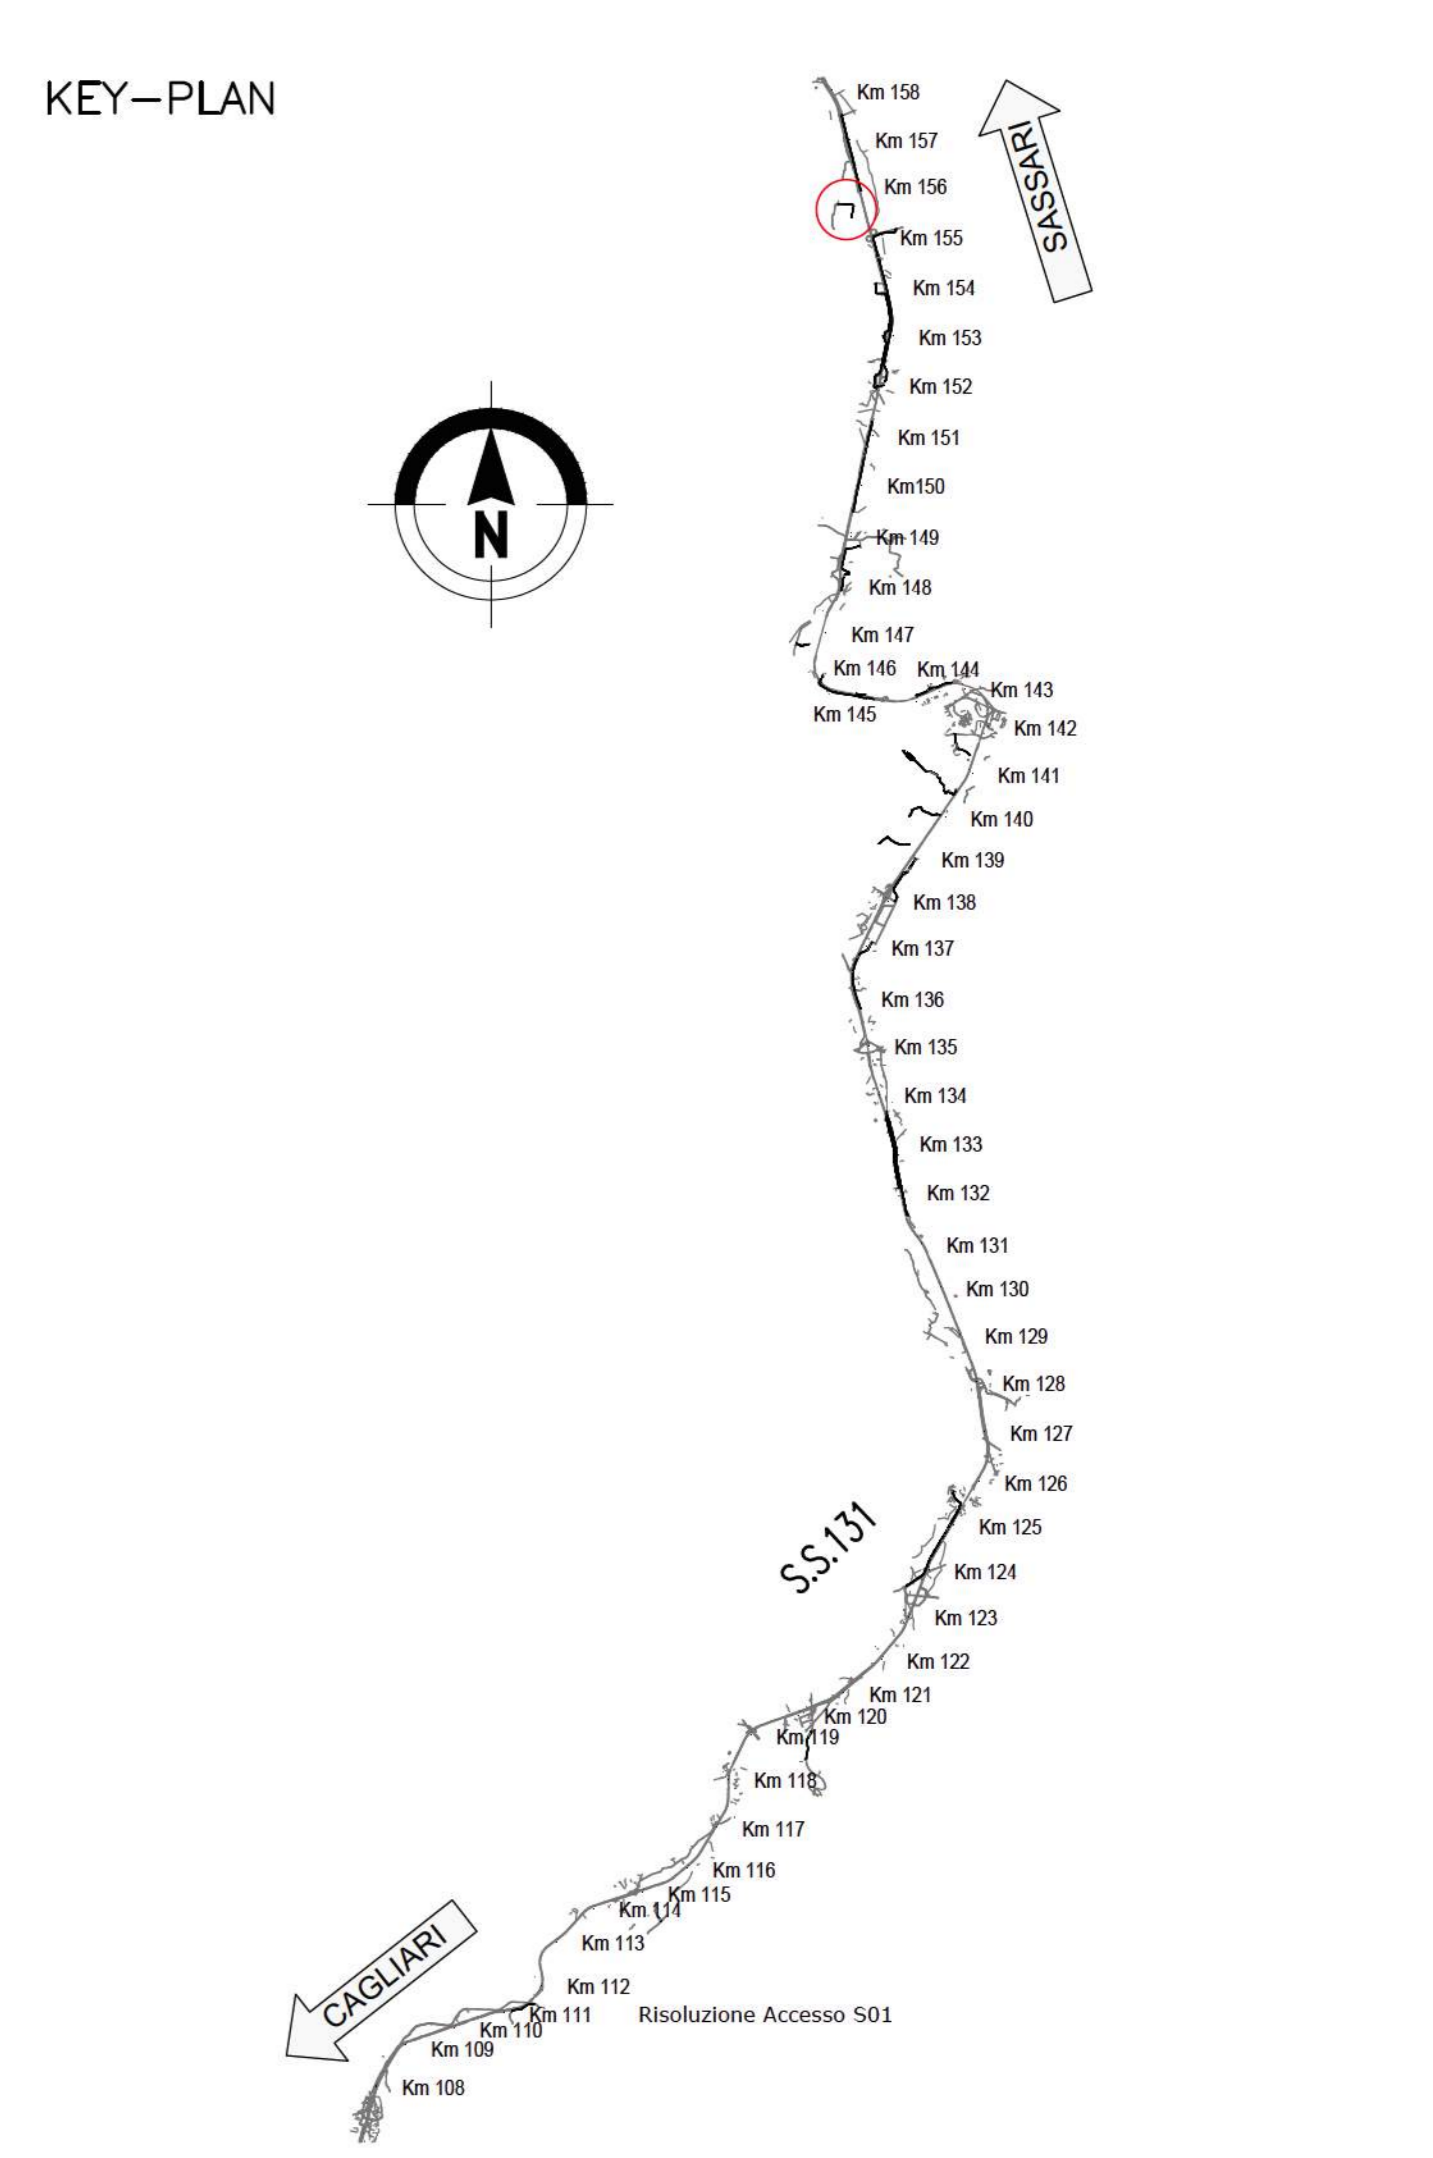 KEY-PLAN
Km 158
SASSARI
Km 157
Km 156
Km 155
Km 154
Km 153
Km 152
Km 151
Km150
N
Km 149
Km 148
Km 147
Km 146
Km 144
Km 143
Km 145
Km 142
Km 141
Km 140
Km 139
Km 138
Km 137
Km 136
Km 135
Km 134
Km 133
Km 132
Km 131
Km 130
Km 129
Km 128
Km 127
Km 126
S.S.131
Km 125
Km 124
Km 123
Km 122
Km 121
Km 120
Km 119
Km 118
Km 117
Km 116
Km 115
Km 114
CAGLIARI
Km 113
Km 112
Km 111
Risoluzione Accesso S01
Km 110
Km 109
Km 108